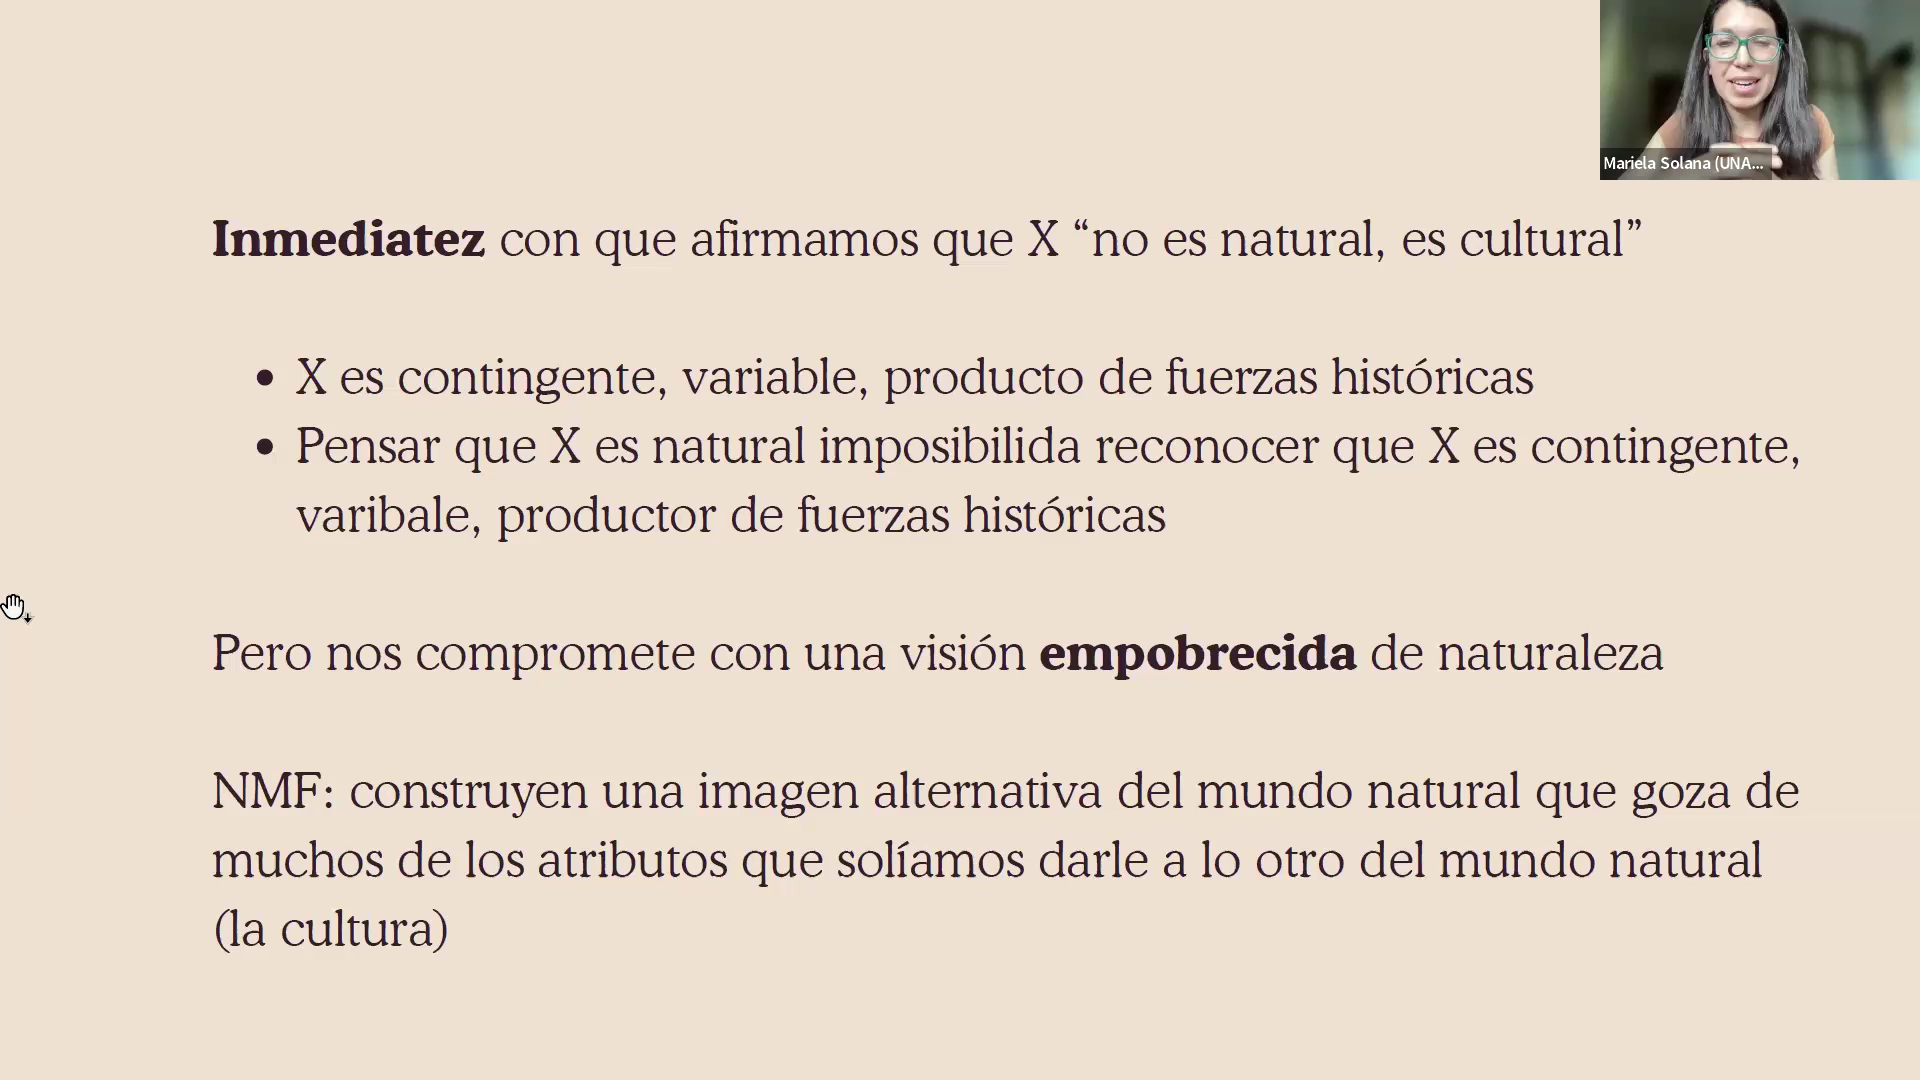 Mariela Solana (UNA...
Inmediatez con que afirmamos que X “no es natural, es cultural”
• X es contingente, variable, producto de fuerzas históricas
• Pensar que X es natural imposibilida reconocer que X es contingente,
varibale, productor de fuerzas históricas
Pero nos compromete con una visión empobrecida de naturaleza
NMF: construyen una imagen alternativa del mundo natural que goza de
muchos de los atributos que solíamos darle a lo otro del mundo natural
(la cultura)